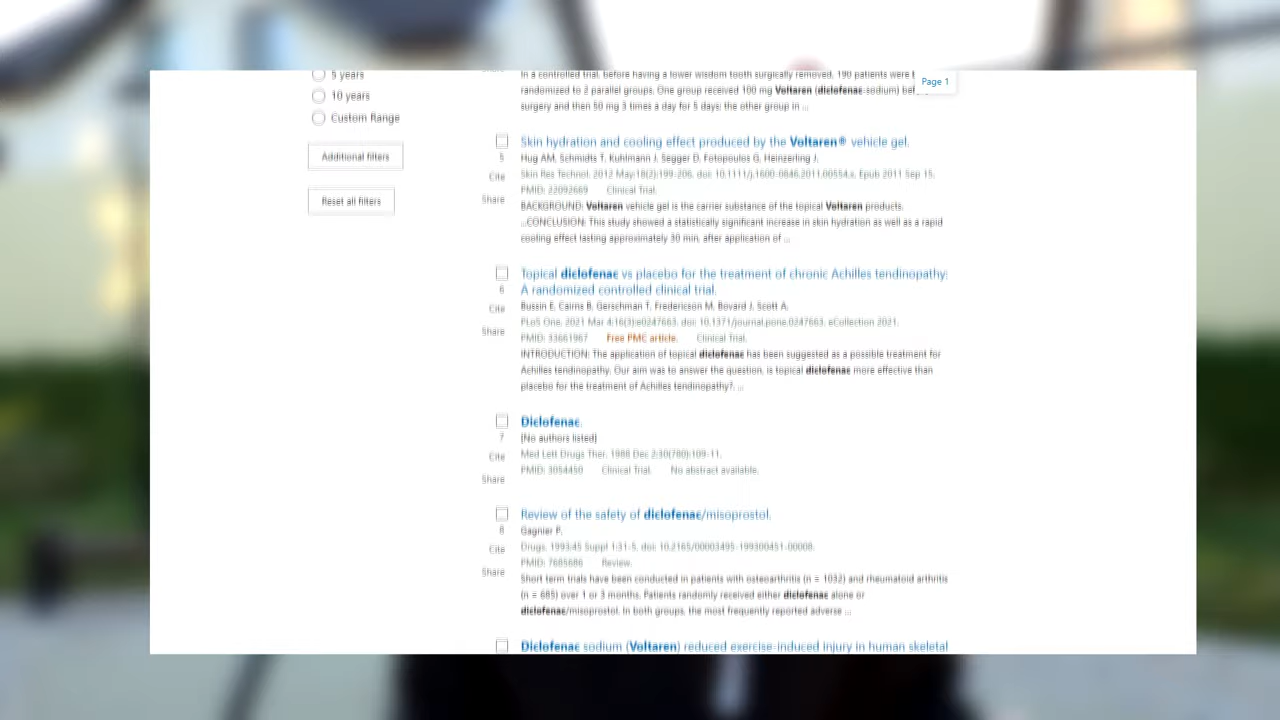 5 years
10 years
Custom Range
Additional filters
Reset all filters
Page 1
In a controlled trial, before having a lower wisdom tooth surgically removed, 190 patients were
randomized to 2 parallel groups. One group received 100 mg Voltaren (diclofenac-sodium)
surgery and then 50 mg 3 times a day for 5 days; the other group in ...
Skin hydration and cooling effect produced by the Voltaren® vehicle gel.
5
Hug AM, Schmidts T, Kuhlmann J, Segger D, Fotopoulos G, Heinzerling J.
Cite
Skin Res Technol. 2012 May;18(2):199-206. doi: 10.1111/j.1600-0846.2011.00554.x. Epub 2011 Sep 15.
PMID: 22092669 Clinical Trial.
Share
BACKGROUND: Voltaren vehicle gel is the carrier substance of the topical Voltaren products.
...CONCLUSION: This study showed a statistically significant increase in skin hydration as well as a rapid
cooling effect lasting approximately 30 min, after application of ...
Topical diclofenac vs placebo for the treatment of chronic Achilles tendinopathy:
A randomized controlled clinical trial.
6
Bussin E, Cairns B, Gerschman T, Fredericson M, Bovard J, Scott A.
Cite
PLoS One. 2021 Mar 4;16(3):e0247663. doi: 10.1371/journal.pone.0247663. eCollection 2021.
Share
PMID: 33661967 Free PMC article. Clinical Trial.
INTRODUCTION: The application of topical diclofenac has been suggested as a possible treatment for
Achilles tendinopathy. Our aim was to answer the question, is topical diclofenac more effective than
placebo for the treatment of Achilles tendinopathy?. ...
Diclofenac.
7
[No authors listed]
Cite
Med Lett Drugs Ther. 1988 Dec 2;30(780):109-11.
PMID: 3054450 Clinical Trial. No abstract available.
Share
Review of the safety of diclofenac/misoprostol.
8
Gagnier P.
Cite
Drugs. 1993;45 Suppl 1:31-5. doi: 10.2165/00003495-199300451-00008.
PMID: 7685686 Review.
Share
Short term trials have been conducted in patients with osteoarthritis (n = 1032) and rheumatoid arthritis
(n = 685) over 1 or 3 months. Patients randomly received either diclofenac alone or
diclofenac/misoprostol. In both groups, the most frequently reported adverse ...
Diclofenac sodium (Voltaren) reduced exercise-induced injury in human skeletal